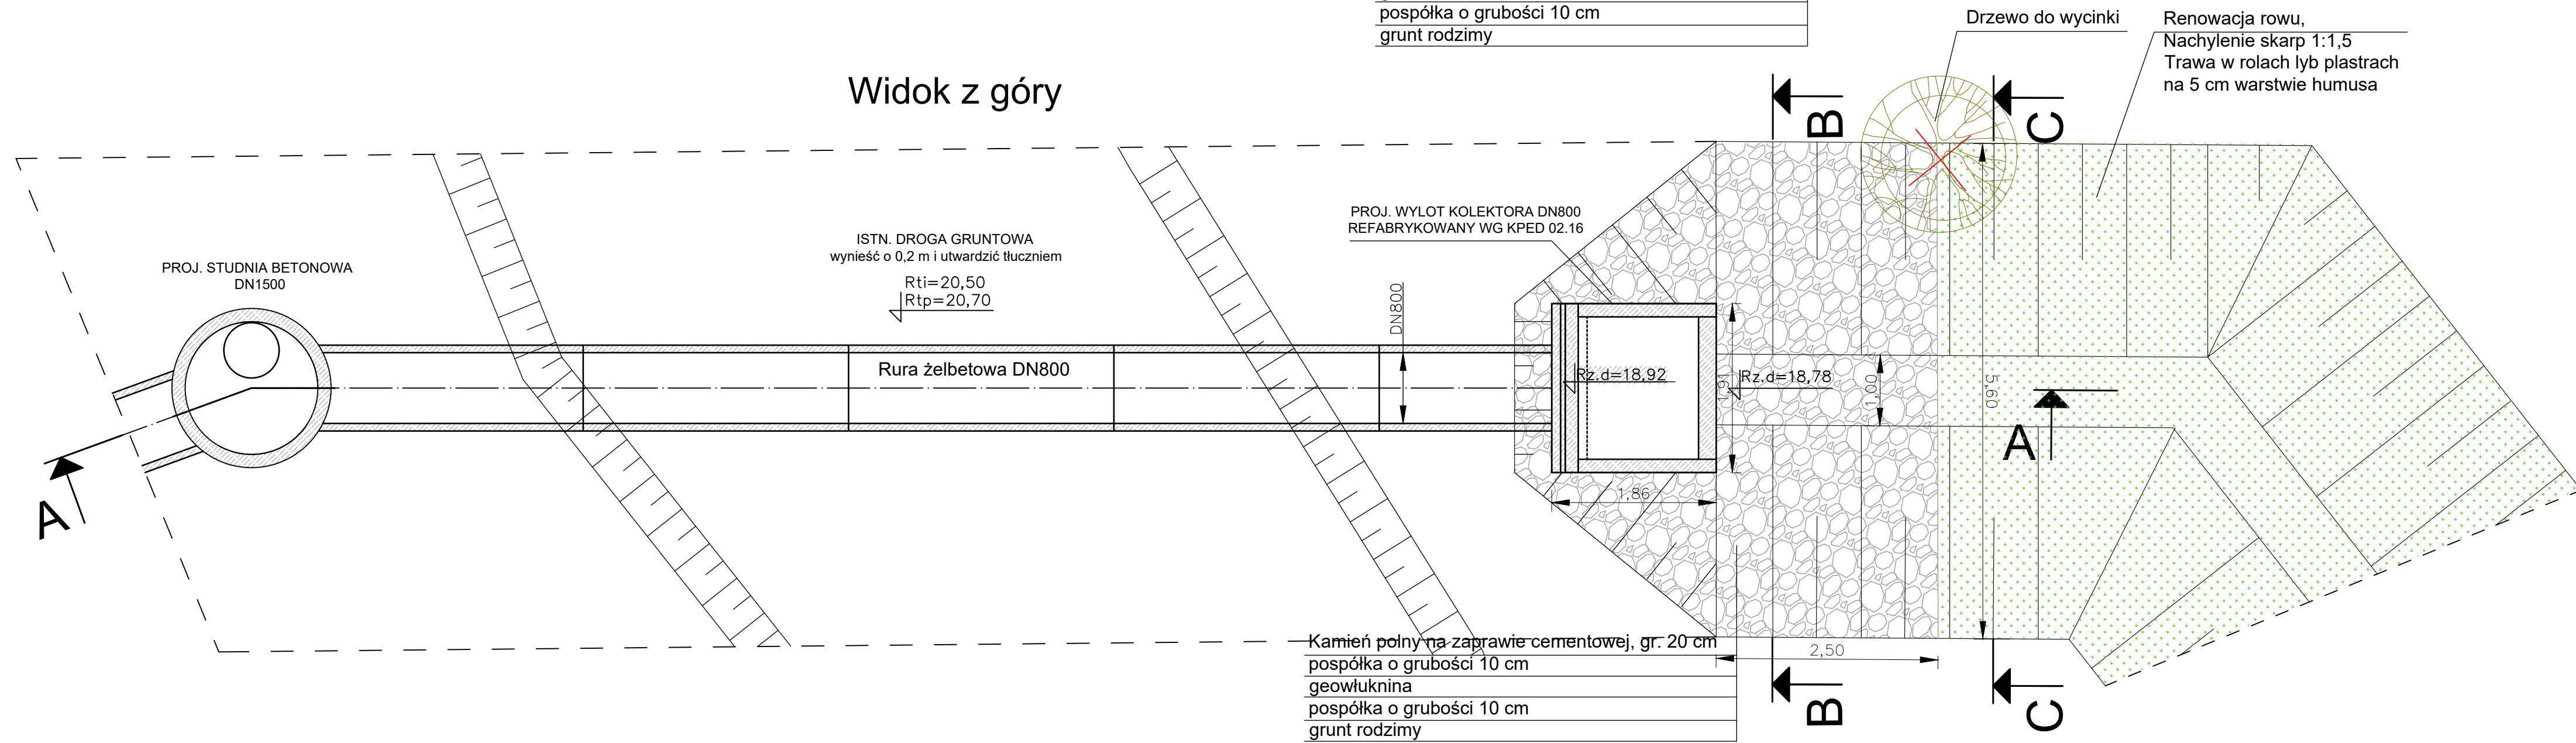 pospółka o grubości 10 cm
grunt rodzimy
Drzewo do wycinki
Renowacja rowu,
Nachylenie skarp 1:1,5
Trawa w rolach lyb plastrach
na 5 cm warstwie humusa
Widok z góry
B
C
PROJ. WYLOT KOLEKTORA DN800
REFABRYKOWANY WG KPED 02.16
ISTN. DROGA GRUNTOWA
wynieść o 0,2 m i utwardzić tłuczniem
Rti=20,50
Rtp=20,70
PROJ. STUDNIA BETONOWA
DN1500
DN800
Rura żelbetowa DN800
Rz.d=18,92
1,91
Rz.d=18,78
1,00
5,60
A
A
1,86
Kamień polny na zaprawie cementowej, gr. 20 cm
pospółka o grubości 10 cm
geowłuknina
pospółka o grubości 10 cm
grunt rodzimy
2,50
B
C